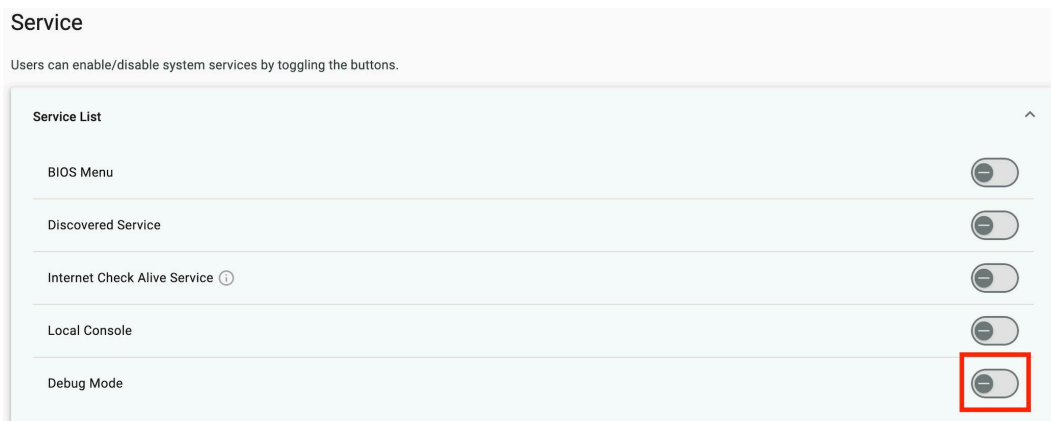 Service
Users can enable/disable system services by toggling the buttons.
Service List
BIOS Menu
Discovered Service
Internet Check Alive Service
Local Console
Debug Mode